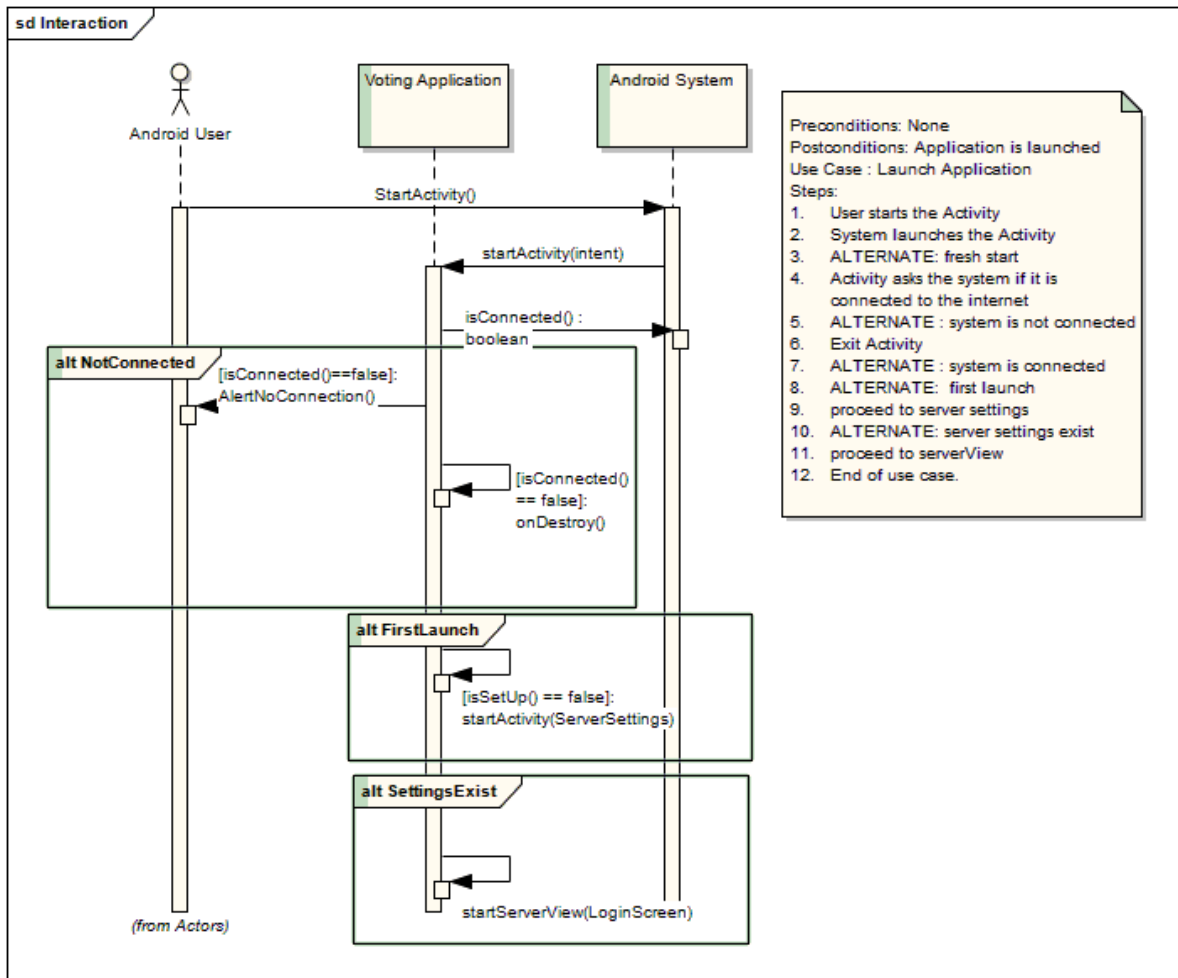 sd Interaction
Android User
Voting Application
Android System
StartActivity()
startActivity(intent)
isConnected() :
boolean
alt NotConnected
[isConnected()==false]:
AlertNoConnection()
[isConnected()
== false]:
onDestroy()
alt FirstLaunch
[isSetUp() == false]:
startActivity(ServerSettings)
alt SettingsExist
startServerView(LoginScreen)
(from Actors)
Preconditions: None
Postconditions: Application is launched
Use Case : Launch Application
Steps:
1. User starts the Activity
2. System launches the Activity
3. ALTERNATE: fresh start
4. Activity asks the system if it is
connected to the internet
5. ALTERNATE : system is not connected
6. Exit Activity
7. ALTERNATE : system is connected
8. ALTERNATE: first launch
9. proceed to server settings
10. ALTERNATE: server settings exist
11. proceed to serverView
12. End of use case.